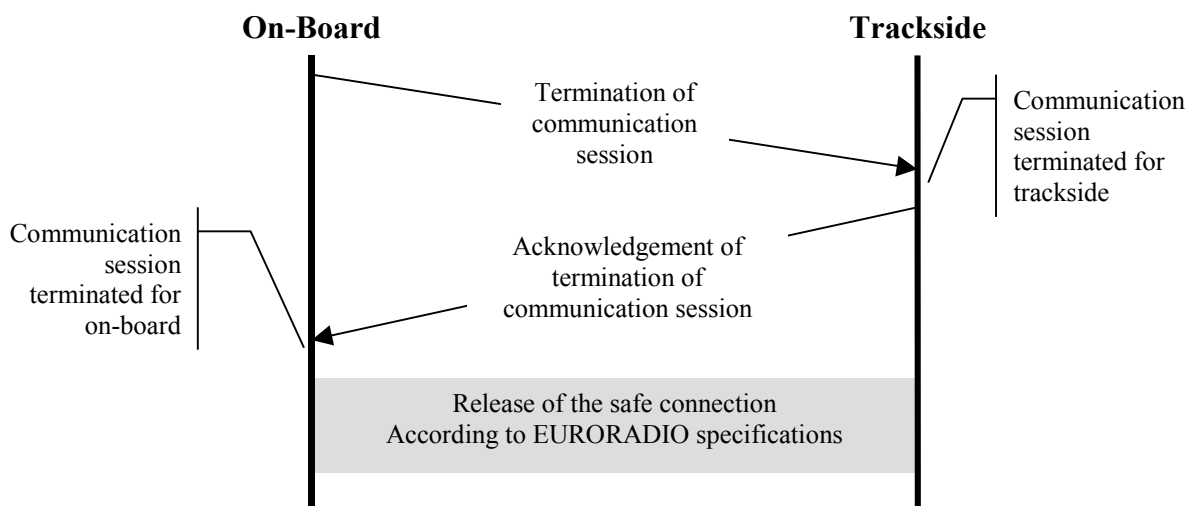 On-Board
Trackside
Termination of
communication
session
Communication
session
terminated for
trackside
Communication
session
terminated for
on-board
Acknowledgement of
termination of
communication session
Release of the safe connection
According to EURORADIO specifications